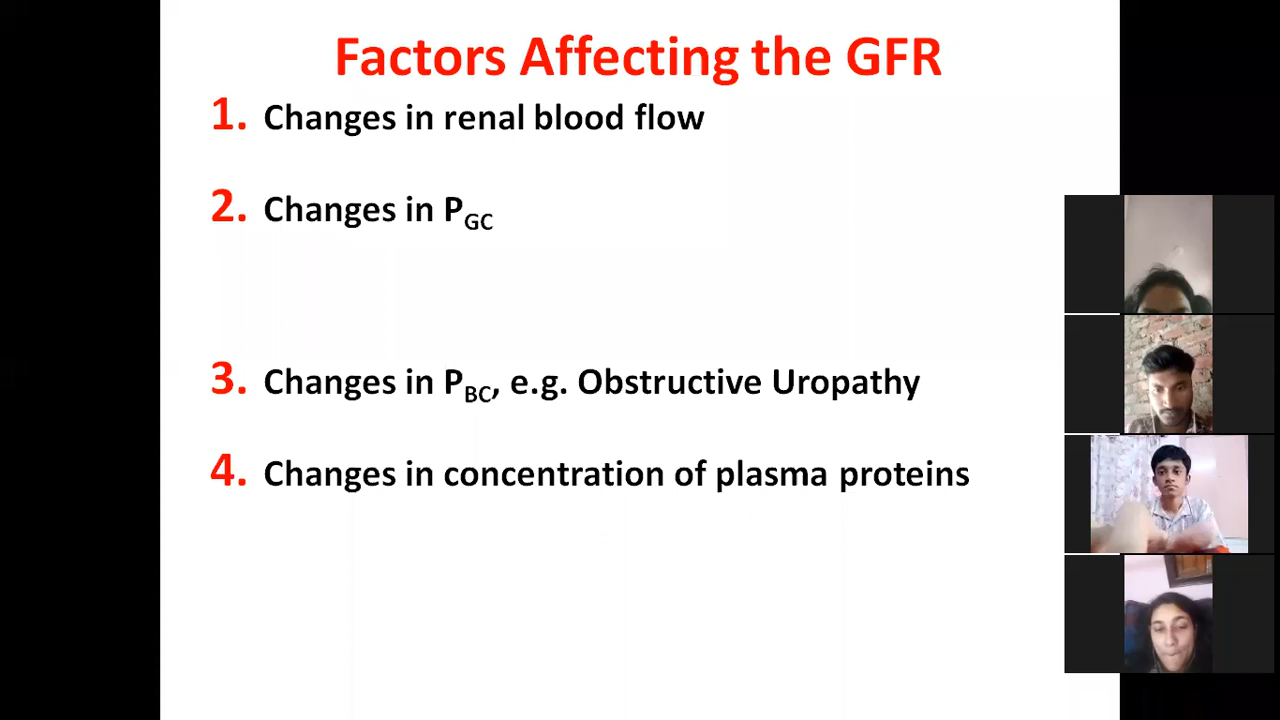 Factors Affecting the GFR
1. Changes in renal blood flow
2. Changes in PGC
3. Changes in PBC, e.g. Obstructive Uropathy
4. Changes in concentration of plasma proteins